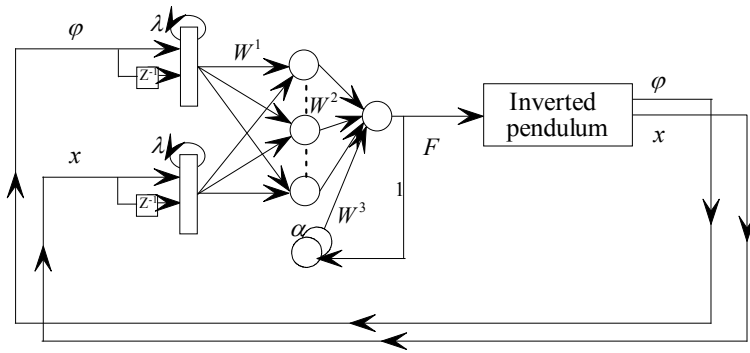 φ
λ
W¹
Z⁻¹
W²
Inverted
pendulum
φ
x
F
x
λ
Z⁻¹
1
W³
α